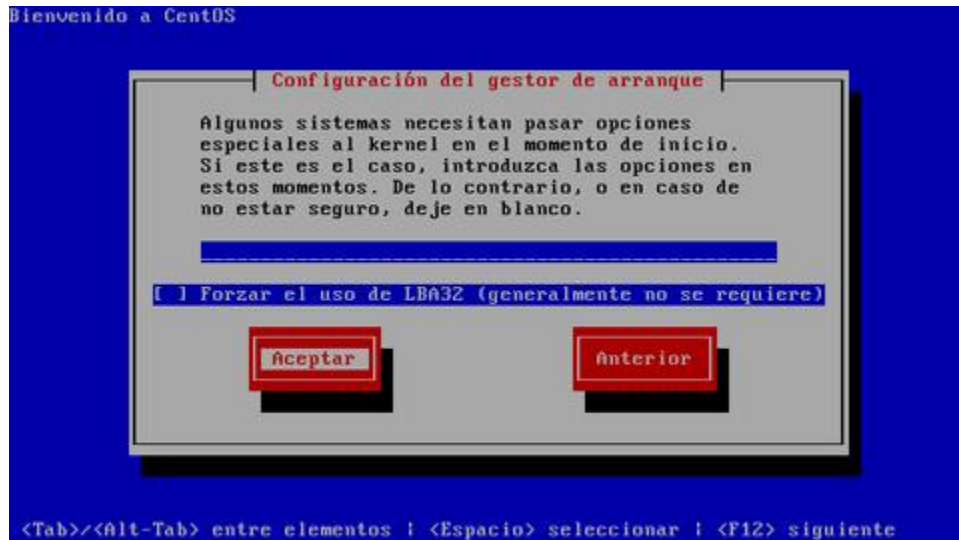 Bienvenido a CentOS
Configuración del gestor de arranque
Algunos sistemas necesitan pasar opciones
especiales al kernel en el momento de inicio.
Si este es el caso, introduzca las opciones en
estos momentos. De lo contrario, o en caso de
no estar seguro, deje en blanco.
[ ] Forzar el uso de LBA32 (generalmente no se requiere)
Aceptar
Anterior
<Tab>/<Alt-Tab> entre elementos | <Espacio> seleccionar | <F12> siguiente